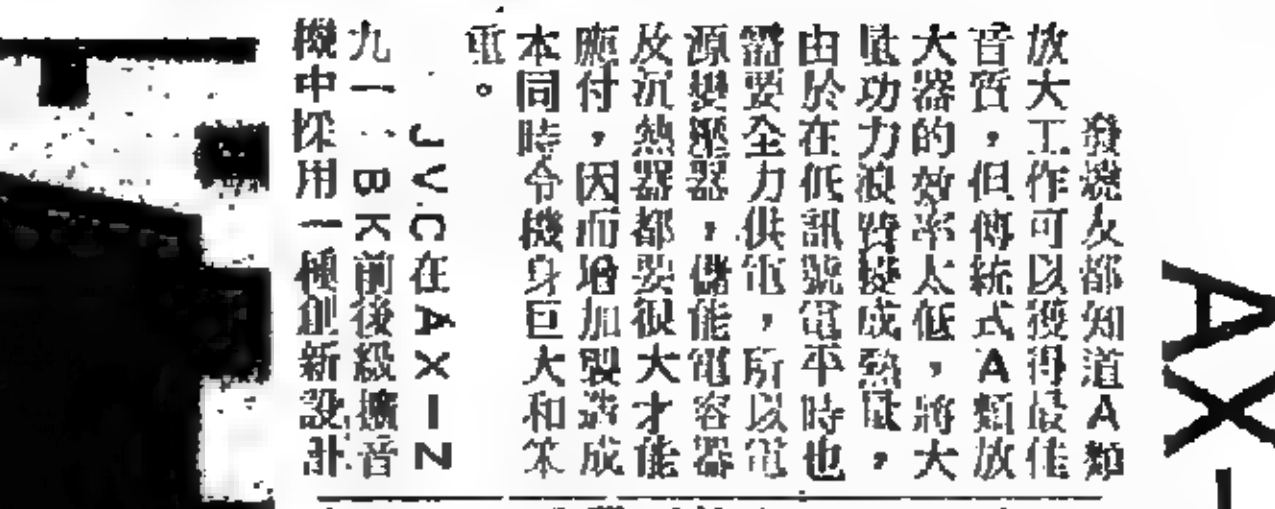 發燒友都知道A類
放大工作可以獲得最佳
音質，但傳統式A類放
大器的效率太低，將大
量功力浪費變成熱量，
由於在低訊號電平時也
需要全力供電，所以電
源變壓器，儲能電容器
及沉熱器都要很大才能
應付，因而增加製造成
本同時令機身巨大和笨
重。
JVC在AX－Z
九一一、BK前後級擴音
機中採用一種創新設計
AX-